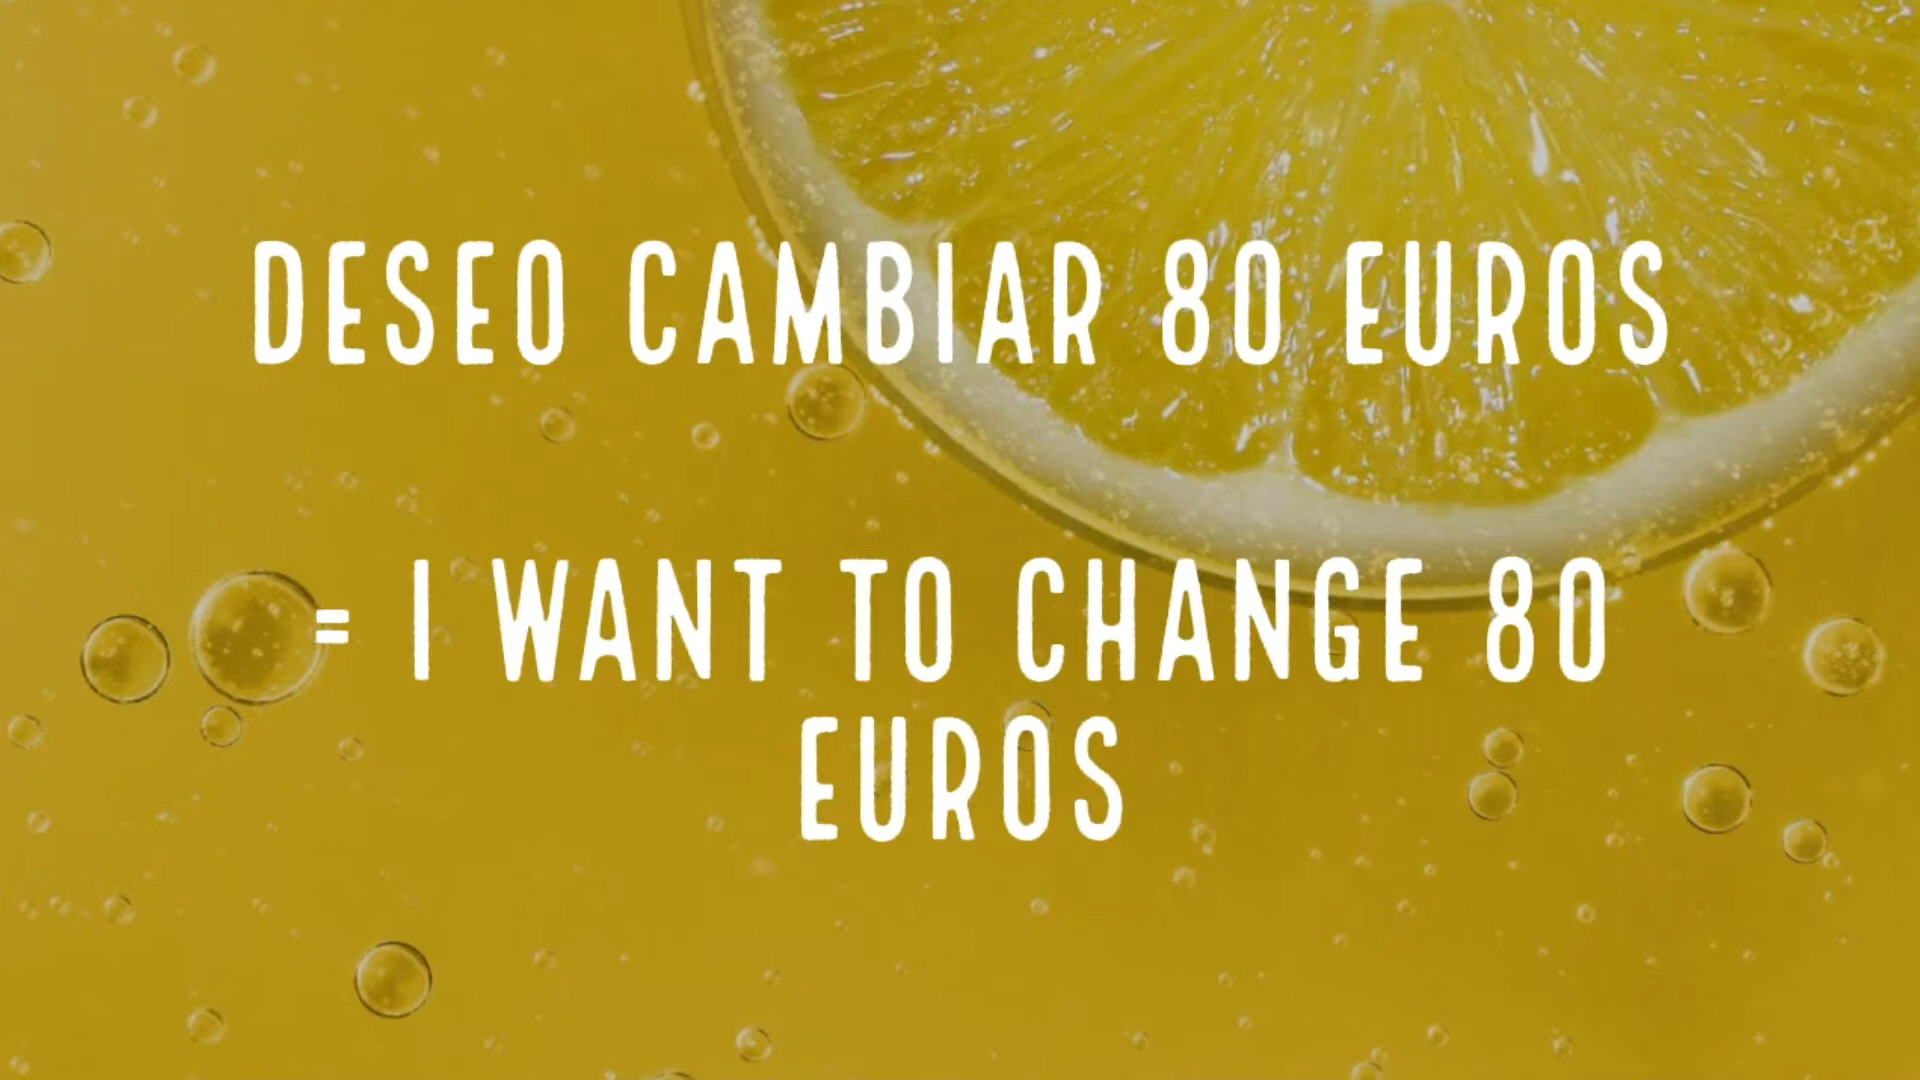 DESEO CAMBIAR 80 EUROS
= I WANT TO CHANGE 80
EUROS